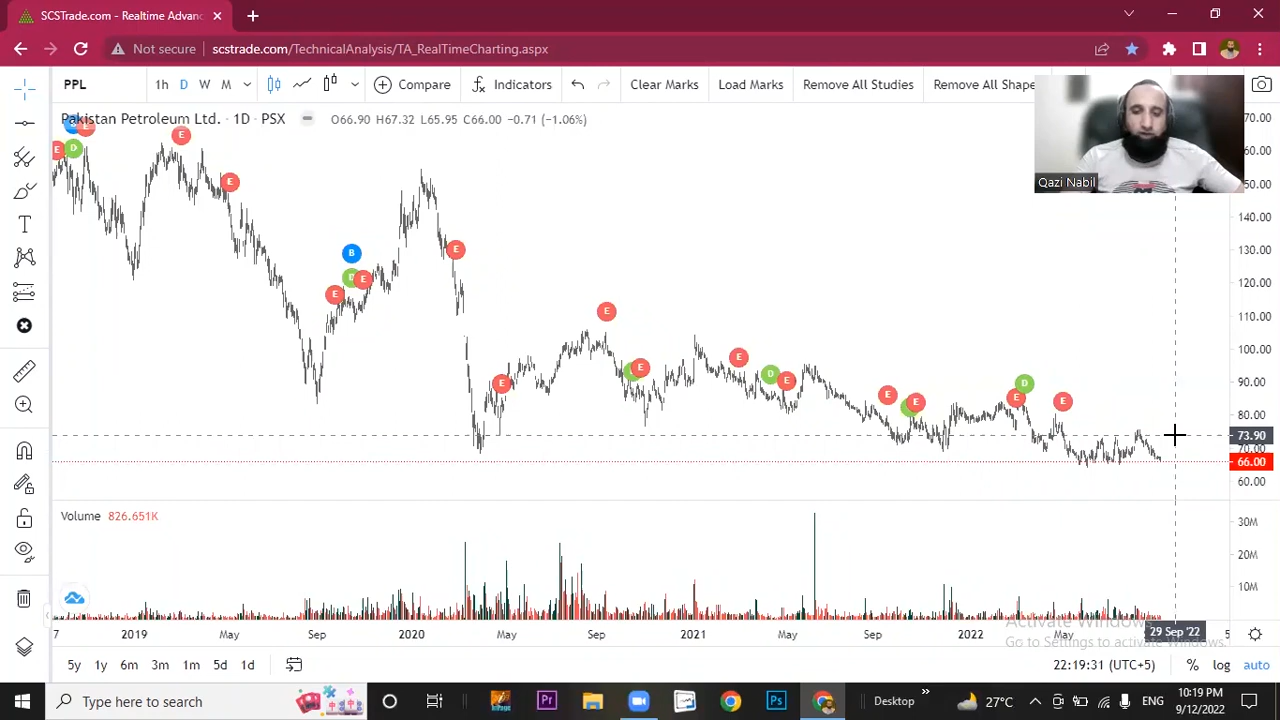 SCSTrade.com - Realtime Advanc
Not secure
scstrade.com/TechnicalAnalysis/TA_RealTimeCharting.aspx
PPL
1h
D
W
M
Compare
Indicators
Clear Marks
Load Marks
Remove All Studies
Remove All Shape
Pakistan Petroleum Ltd. · 1D · PSX
O66.90 H67.32 L65.95 C66.00 −0.71 (−1.06%)
Qazi Nabil
B
E
E
D
E
E
B
D
E
E
E
E
E
E
E
D
E
E
E
E
D
E
70.00
60.00
50.00
140.00
130.00
120.00
110.00
100.00
90.00
80.00
73.90
70.00
66.00
60.00
Volume 826.651K
30M
20M
10M
7
2019
May
Sep
2020
May
Sep
2021
May
Sep
2022
May
29 Sep '22
5
Activate Windows
Go to Settings to activate Windows.
5y
1y
6m
3m
1m
5d
1d
22:19:31 (UTC+5)
%
log
auto
Type here to search
Pr
Ps
Desktop
27°C
ENG
10:19 PM
9/12/2022